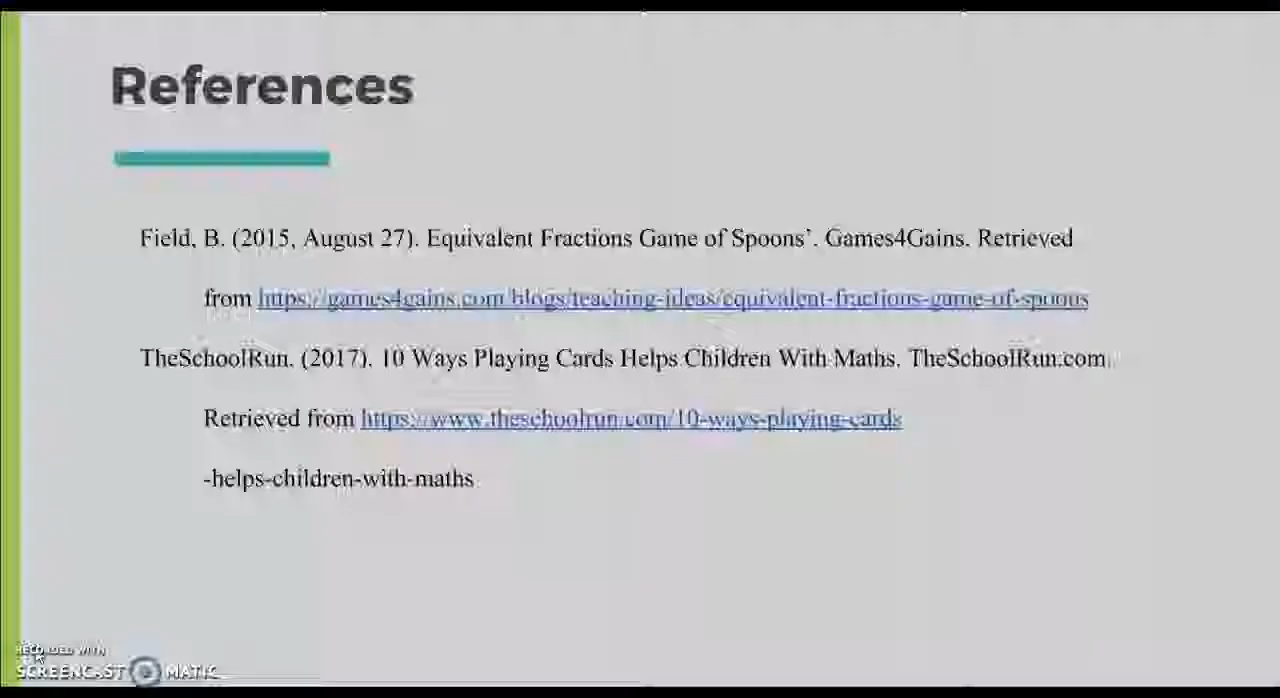 References
Field, B. (2015, August 27). Equivalent Fractions Game of Spoons’. Games4Gains. Retrieved
from https://games4gains.com/blogs/teaching-ideas/equivalent-fractions-game-of-spoons
TheSchoolRun. (2017). 10 Ways Playing Cards Helps Children With Maths. TheSchoolRun.com.
Retrieved from https://www.theschoolrun.com/10-ways-playing-cards
-helps-children-with-maths
RECORDED WITH
SCREENCAST MATIC